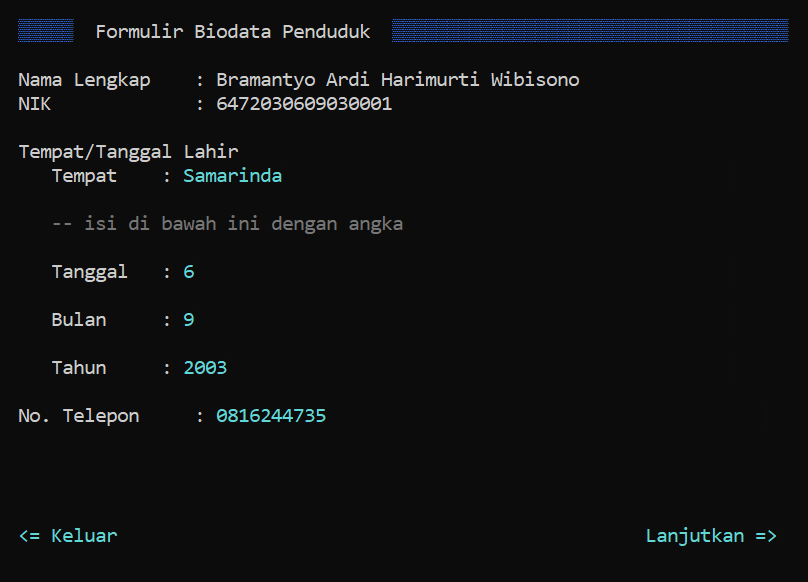 Formulir Biodata Penduduk
Nama Lengkap : Bramantyo Ardi Harimurti Wibisono
NIK : 6472030609030001
Tempat/Tanggal Lahir
Tempat : Samarinda
-- isi di bawah ini dengan angka
Tanggal : 6
Bulan : 9
Tahun : 2003
No. Telepon : 0816244735
<= Keluar Lanjutkan =>